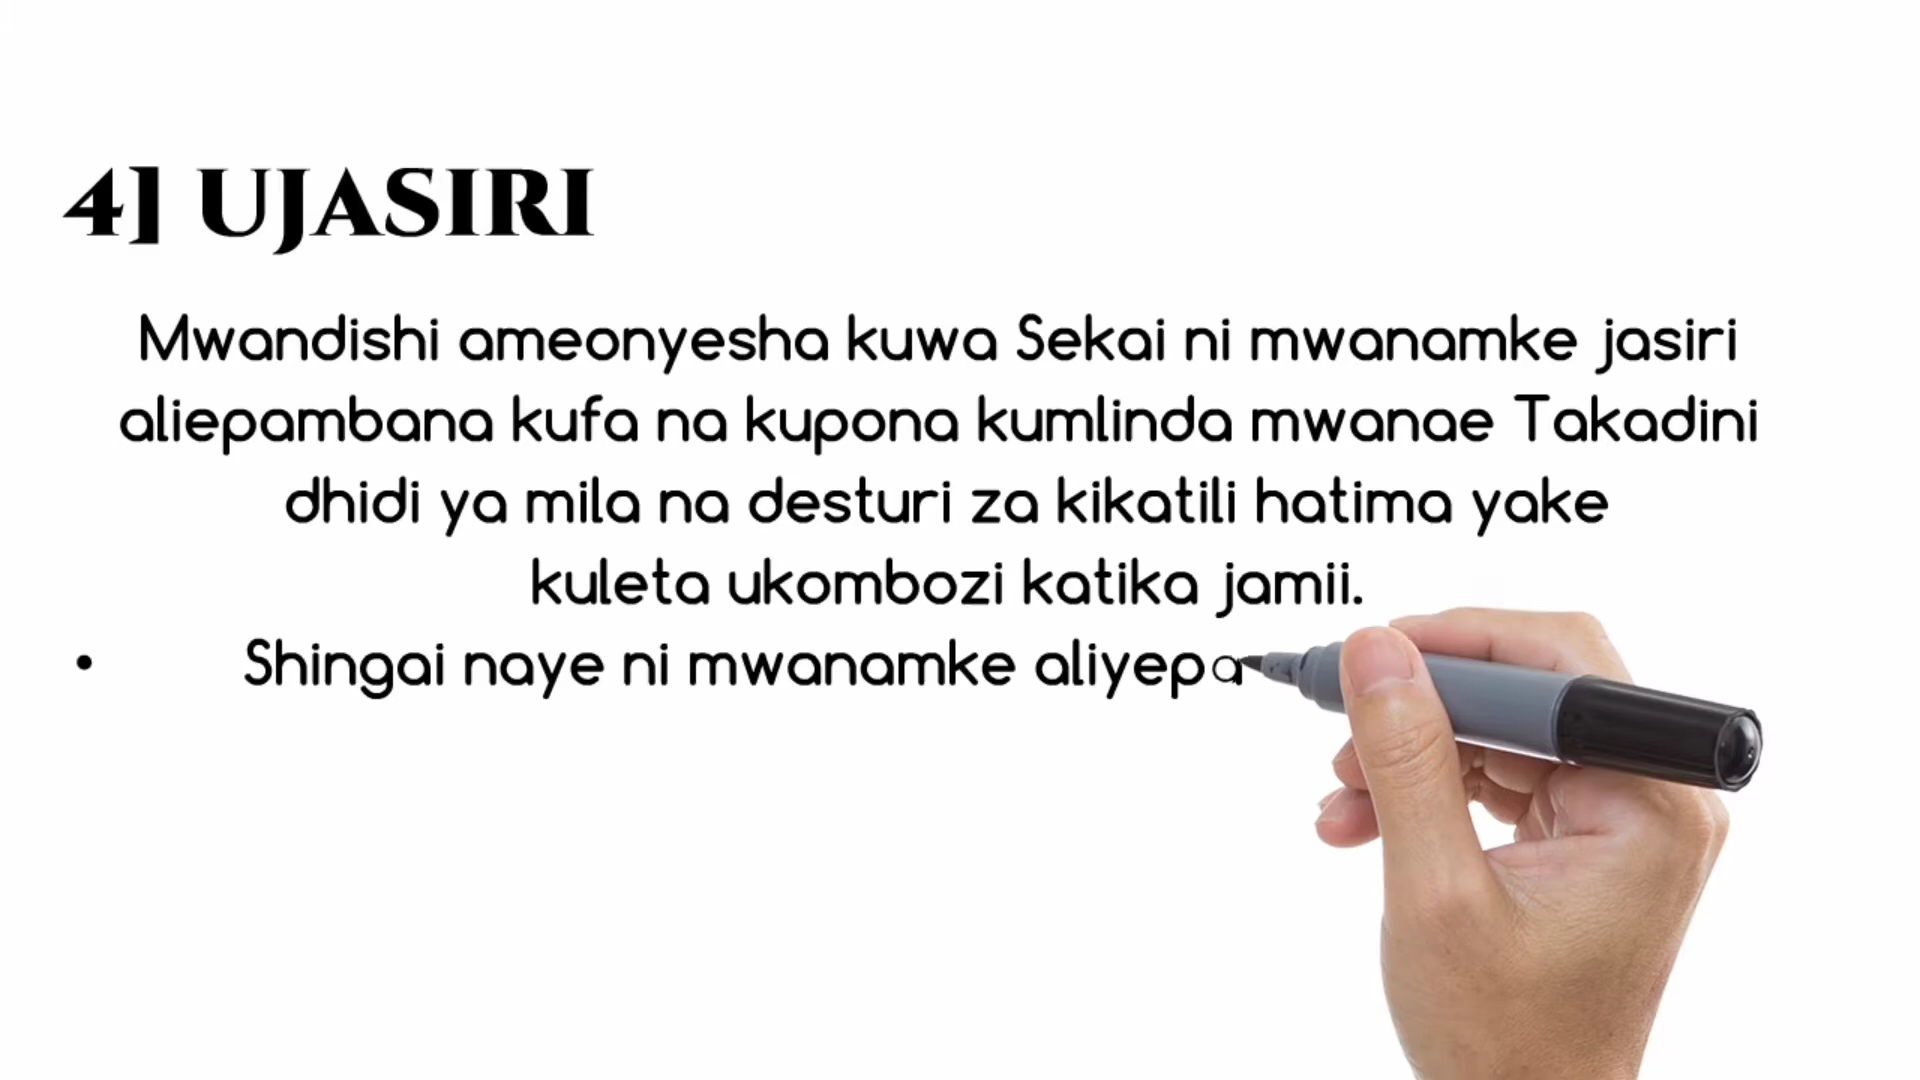 4] UJASIRI
Mwandishi ameonyesha kuwa Sekai ni mwanamke jasiri
aliepambana kufa na kupona kumlinda mwanae Takadini
dhidi ya mila na desturi za kikatili hatima yake
kuleta ukombozi katika jamii.
• Shingai naye ni mwanamke aliyepa